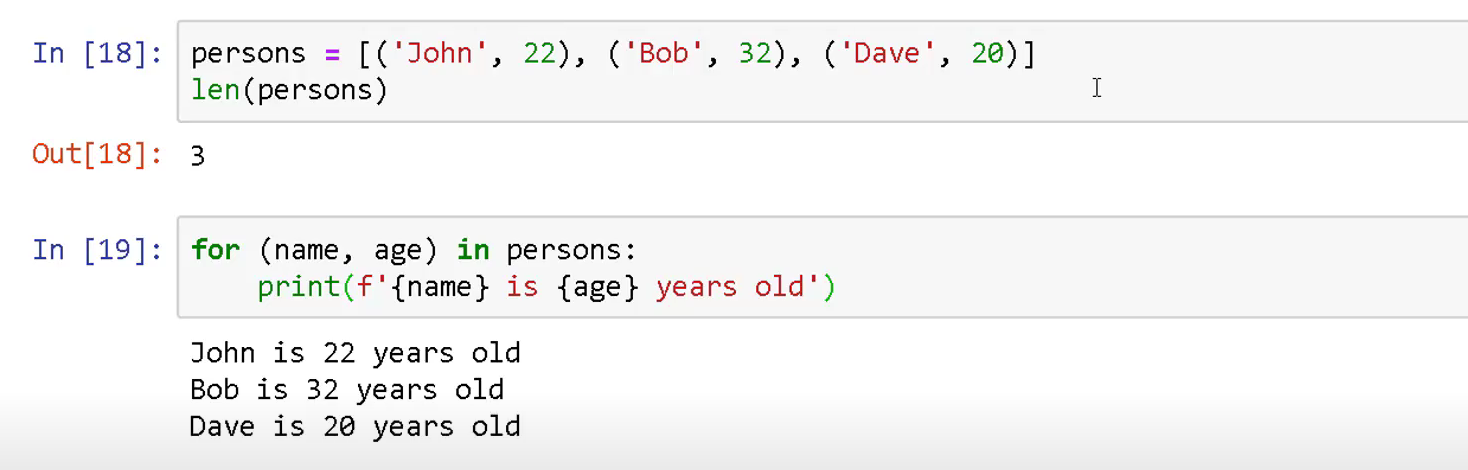 In [18]: persons = [('John', 22), ('Bob', 32), ('Dave', 20)]
len(persons)
Out[18]: 3
In [19]: for (name, age) in persons:
    print(f'{name} is {age} years old')
John is 22 years old
Bob is 32 years old
Dave is 20 years old